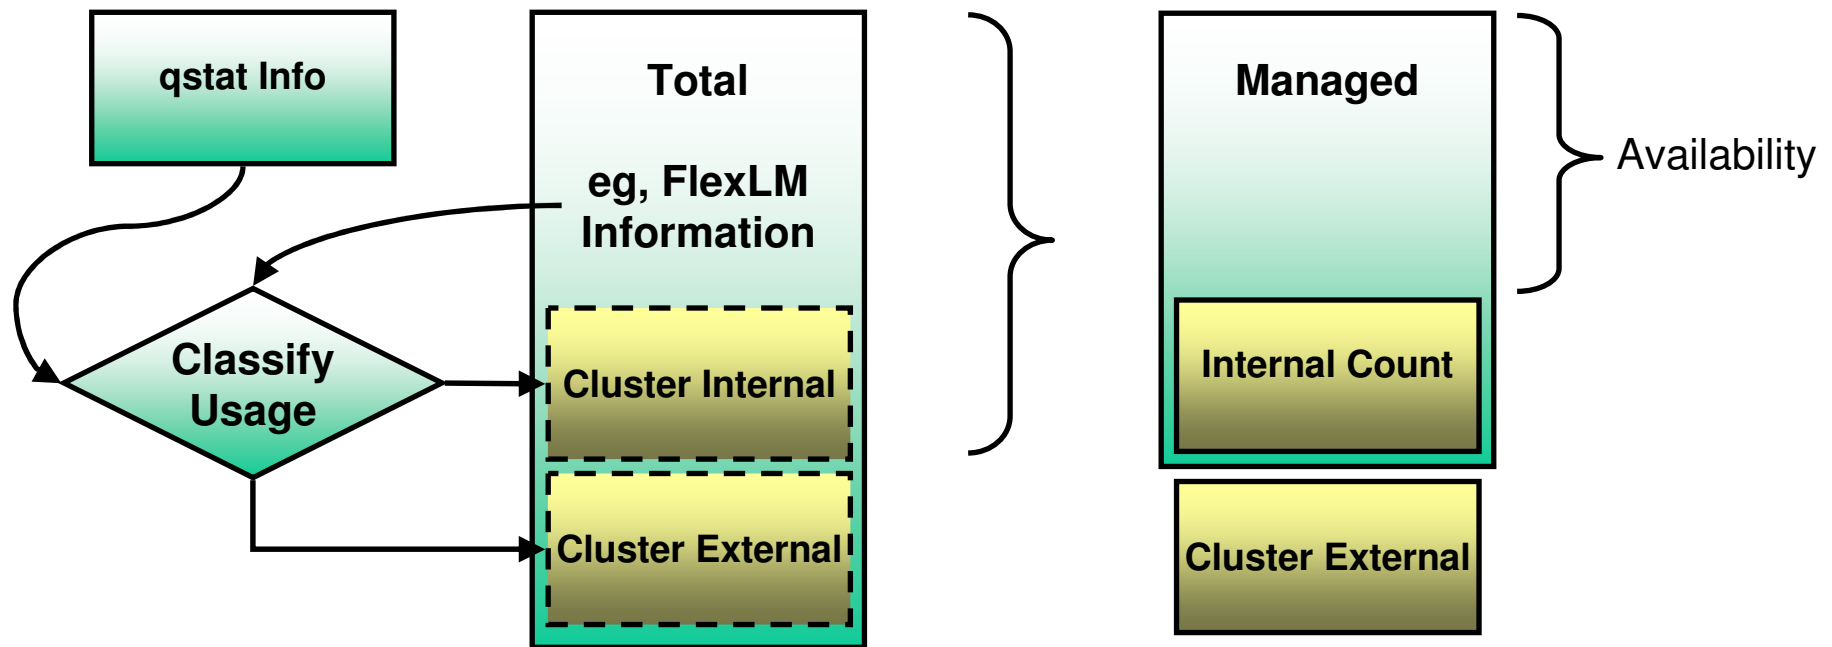 qstat Info
Total
eg, FlexLM
Information
Classify
Usage
Cluster Internal
Cluster External
Managed
Availability
Internal Count
Cluster External